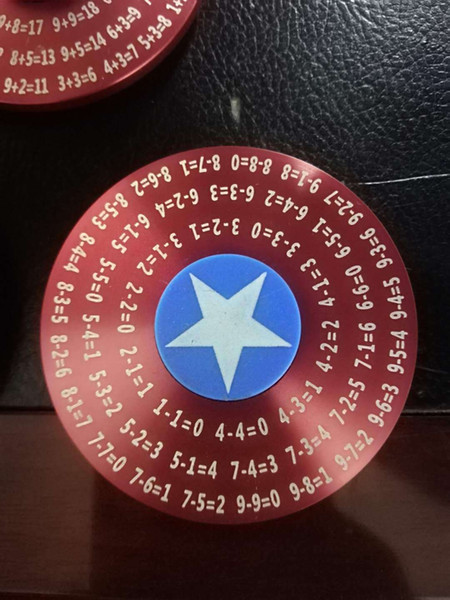 9+8=17 9+9=18
8+5=13 9+5=14 6+3=9
9+2=11 3+3=6 4+3=7 5+3=8
1-1=0 2-1=1 2-2=0 3-1=2 3-2=1 3-3=0 4-1=3 4-2=2 4-3=1 4-4=0
5-1=4 5-2=3 5-3=2 5-4=1 5-5=0 6-1=5 6-2=4 6-3=3 6-4=2 6-5=1 6-6=0 7-1=6 7-2=5 7-3=4 7-4=3
7-5=2 7-6=1 7-7=0 8-1=7 8-2=6 8-3=5 8-4=4 8-5=3 8-6=2 8-7=1 8-8=0 9-1=8 9-2=7 9-3=6 9-4=5 9-5=4 9-6=3 9-7=2 9-8=1 9-9=0